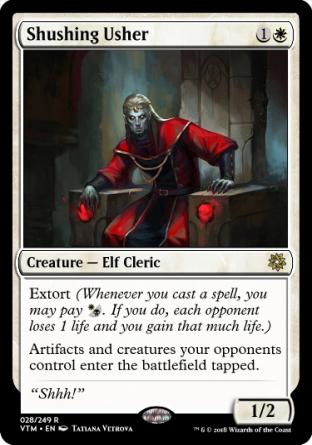 Shushing Usher 1
Creature — Elf Cleric
Extort (Whenever you cast a spell, you
may pay . If you do, each opponent
loses 1 life and you gain that much life.)
Artifacts and creatures your opponents
control enter the battlefield tapped.
“Shhh!”
1/2
028/249 R
VTM • EN Tatiana Vetrova
™ & © 2018 Wizards of the Coast